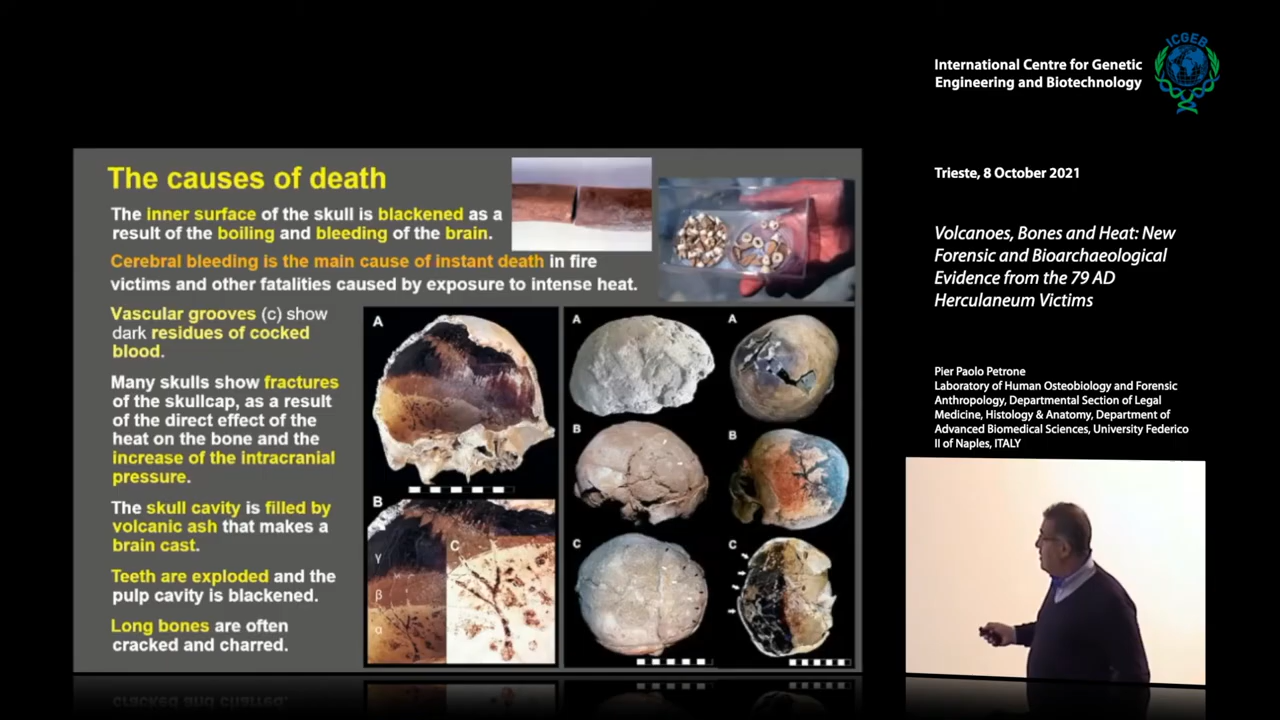 The causes of death
The inner surface of the skull is blackened as a
result of the boiling and bleeding of the brain.
Cerebral bleeding is the main cause of instant death in fire
victims and other fatalities caused by exposure to intense heat.
Vascular grooves (c) show
dark residues of cocked
blood.
Many skulls show fractures
of the skullcap, as a result
of the direct effect of the
heat on the bone and the
increase of the intracranial
pressure.
The skull cavity is filled by
volcanic ash that makes a
brain cast.
Teeth are exploded and the
pulp cavity is blackened.
Long bones are often
cracked and charred.
A
B
C
γ
β
α
A
A
B
B
C
C
International Centre for Genetic
Engineering and Biotechnology
ICGEB
Trieste, 8 October 2021
Volcanoes, Bones and Heat: New
Forensic and Bioarchaeological
Evidence from the 79 AD
Herculaneum Victims
Pier Paolo Petrone
Laboratory of Human Osteobiology and Forensic
Anthropology, Departmental Section of Legal
Medicine, Histology & Anatomy, Department of
Advanced Biomedical Sciences, University Federico
II of Naples, ITALY